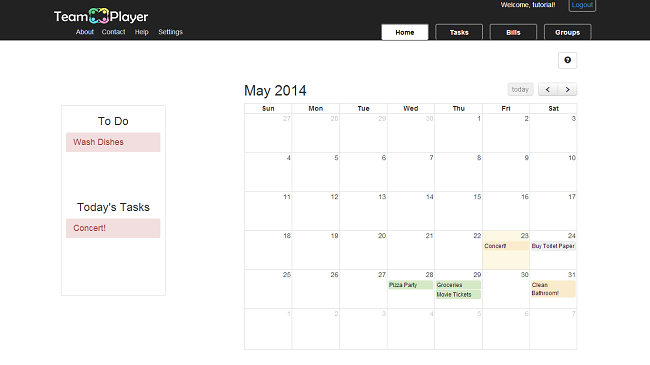 Welcome, tutorial! Logout
Team Player
About Contact Help Settings
Home Tasks Bills Groups
May 2014
today
Sun Mon Tue Wed Thu Fri Sat
27 28 29 30 1 2 3
4 5 6 7 8 9 10
11 12 13 14 15 16 17
18 19 20 21 22 23 24
Concert! Buy Toilet Paper
25 26 27 28 29 30 31
Pizza Party Groceries Clean
Movie Tickets Bathroom!
1 2 3 4 5 6 7
To Do
Wash Dishes
Today's Tasks
Concert!